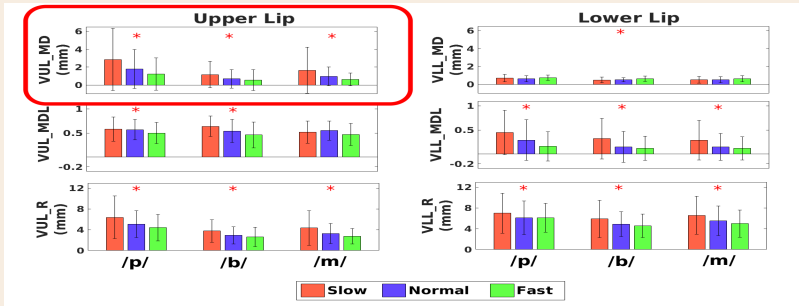 Upper Lip
VUL_MD
(mm)
6
4
2
0
*
*
*
VUL_MDL
1
0.5
-0.2
*
*
VUL_R
(mm)
12
8
4
0
*
*
*
/p/
/b/
/m/
Lower Lip
VLL_MD
(mm)
6
4
2
0
*
VLL_MDL
1
0.5
-0.2
*
*
*
VLL_R
(mm)
12
8
4
0
*
*
*
/p/
/b/
/m/
Slow Normal Fast